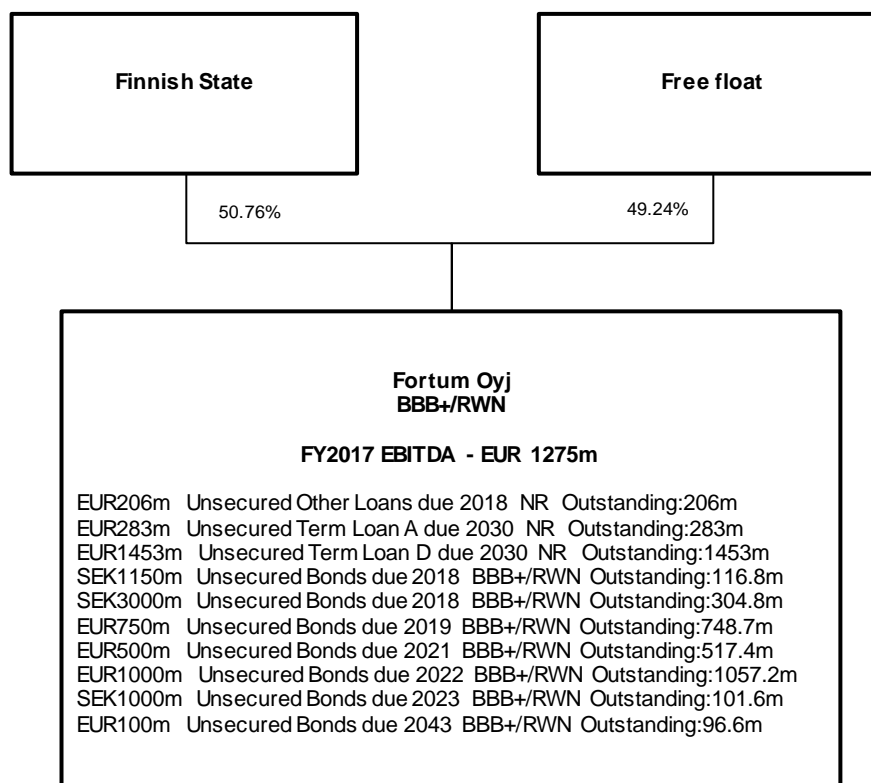 Finnish State
Free float
50.76%
49.24%
Fortum Oyj
BBB+/RWN
FY2017 EBITDA - EUR 1275m
EUR206m Unsecured Other Loans due 2018 NR Outstanding:206m
EUR283m Unsecured Term Loan A due 2030 NR Outstanding:283m
EUR1453m Unsecured Term Loan D due 2030 NR Outstanding:1453m
SEK1150m Unsecured Bonds due 2018 BBB+/RWN Outstanding:116.8m
SEK3000m Unsecured Bonds due 2018 BBB+/RWN Outstanding:304.8m
EUR750m Unsecured Bonds due 2019 BBB+/RWN Outstanding:748.7m
EUR500m Unsecured Bonds due 2021 BBB+/RWN Outstanding:517.4m
EUR1000m Unsecured Bonds due 2022 BBB+/RWN Outstanding:1057.2m
SEK1000m Unsecured Bonds due 2023 BBB+/RWN Outstanding:101.6m
EUR100m Unsecured Bonds due 2043 BBB+/RWN Outstanding:96.6m